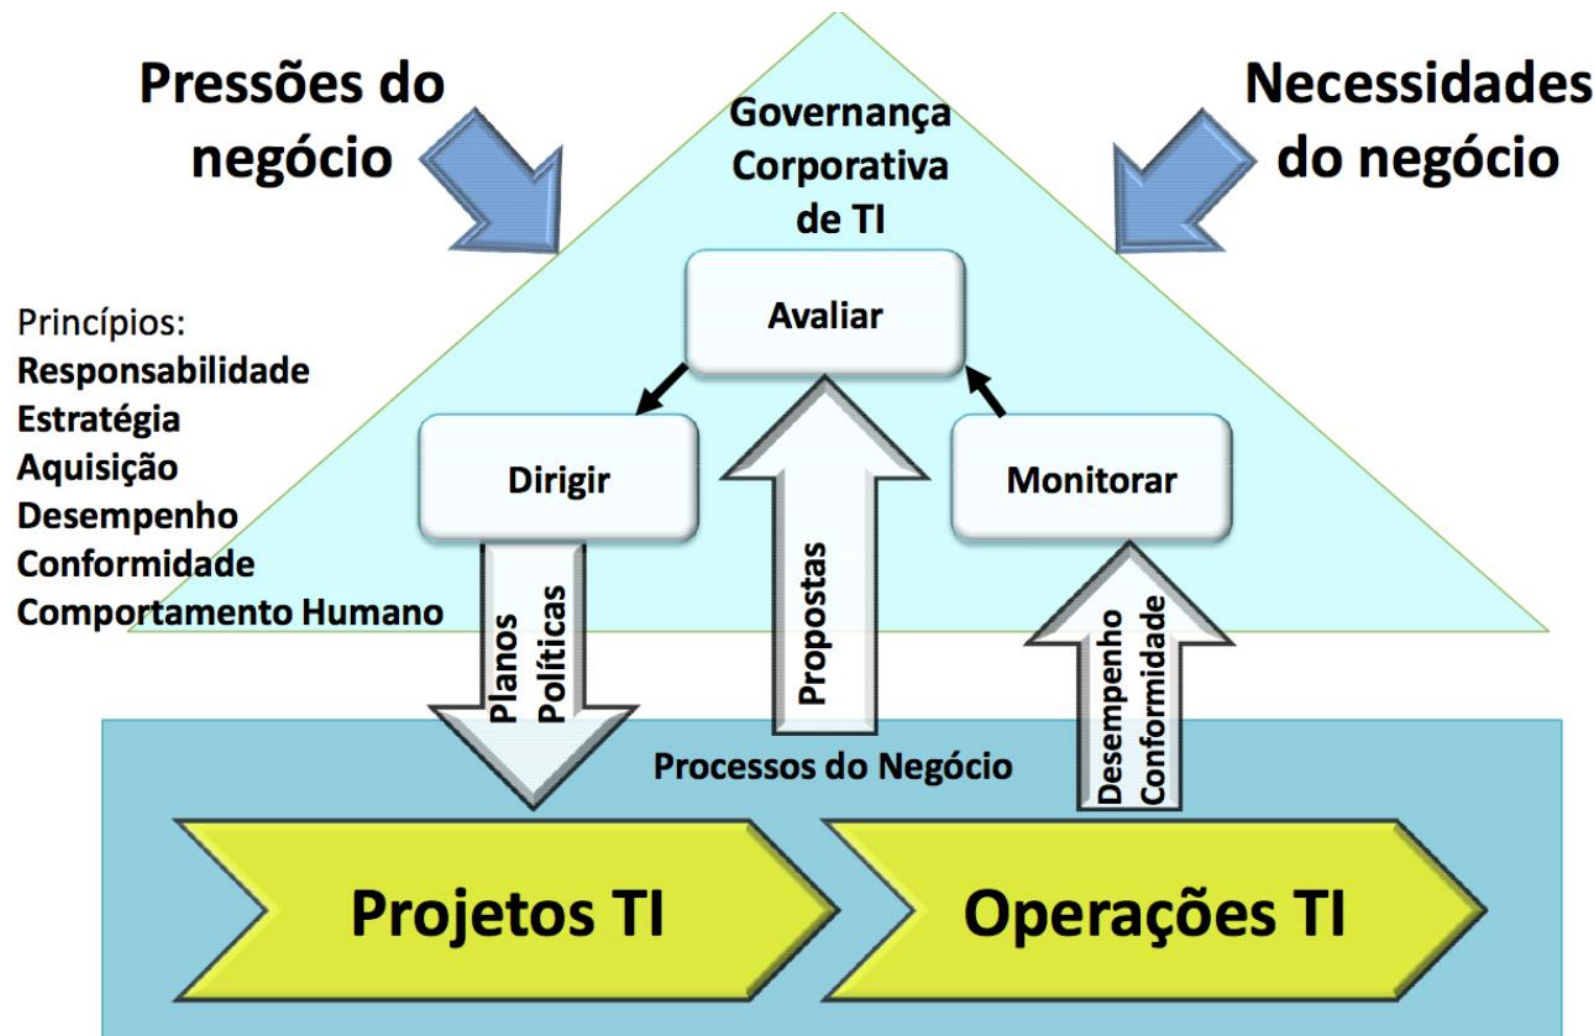 Pressões do
negócio
Necessidades
do negócio
Governança
Corporativa
de TI
Avaliar
Princípios:
Responsabilidade
Estratégia
Aquisição
Desempenho
Conformidade
Comportamento Humano
Dirigir
Monitorar
Planos
Políticas
Propostas
Desempenho
Conformidade
Processos do Negócio
Projetos TI
Operações TI